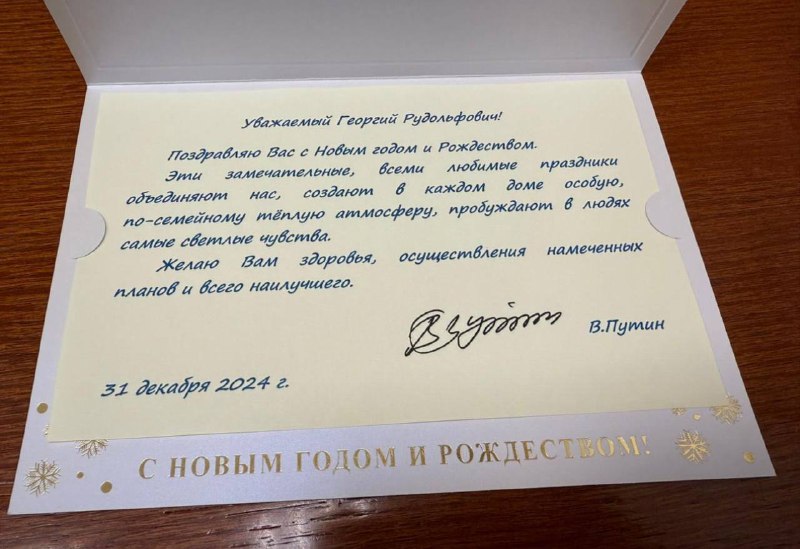 Уважаемый Георгий Рудольфович!
Поздравляю Вас с Новым годом и Рождеством.
Эти замечательные, всеми любимые праздники
объединяют нас, создают в каждом доме особую,
по-семейному тёплую атмосферу, пробуждают в людях
самые светлые чувства.
Желаю Вам здоровья, осуществления намеченных
планов и всего наилучшего.
В.Путин
31 декабря 2024 г.
С НОВЫМ ГОДОМ И РОЖДЕСТВОМ!